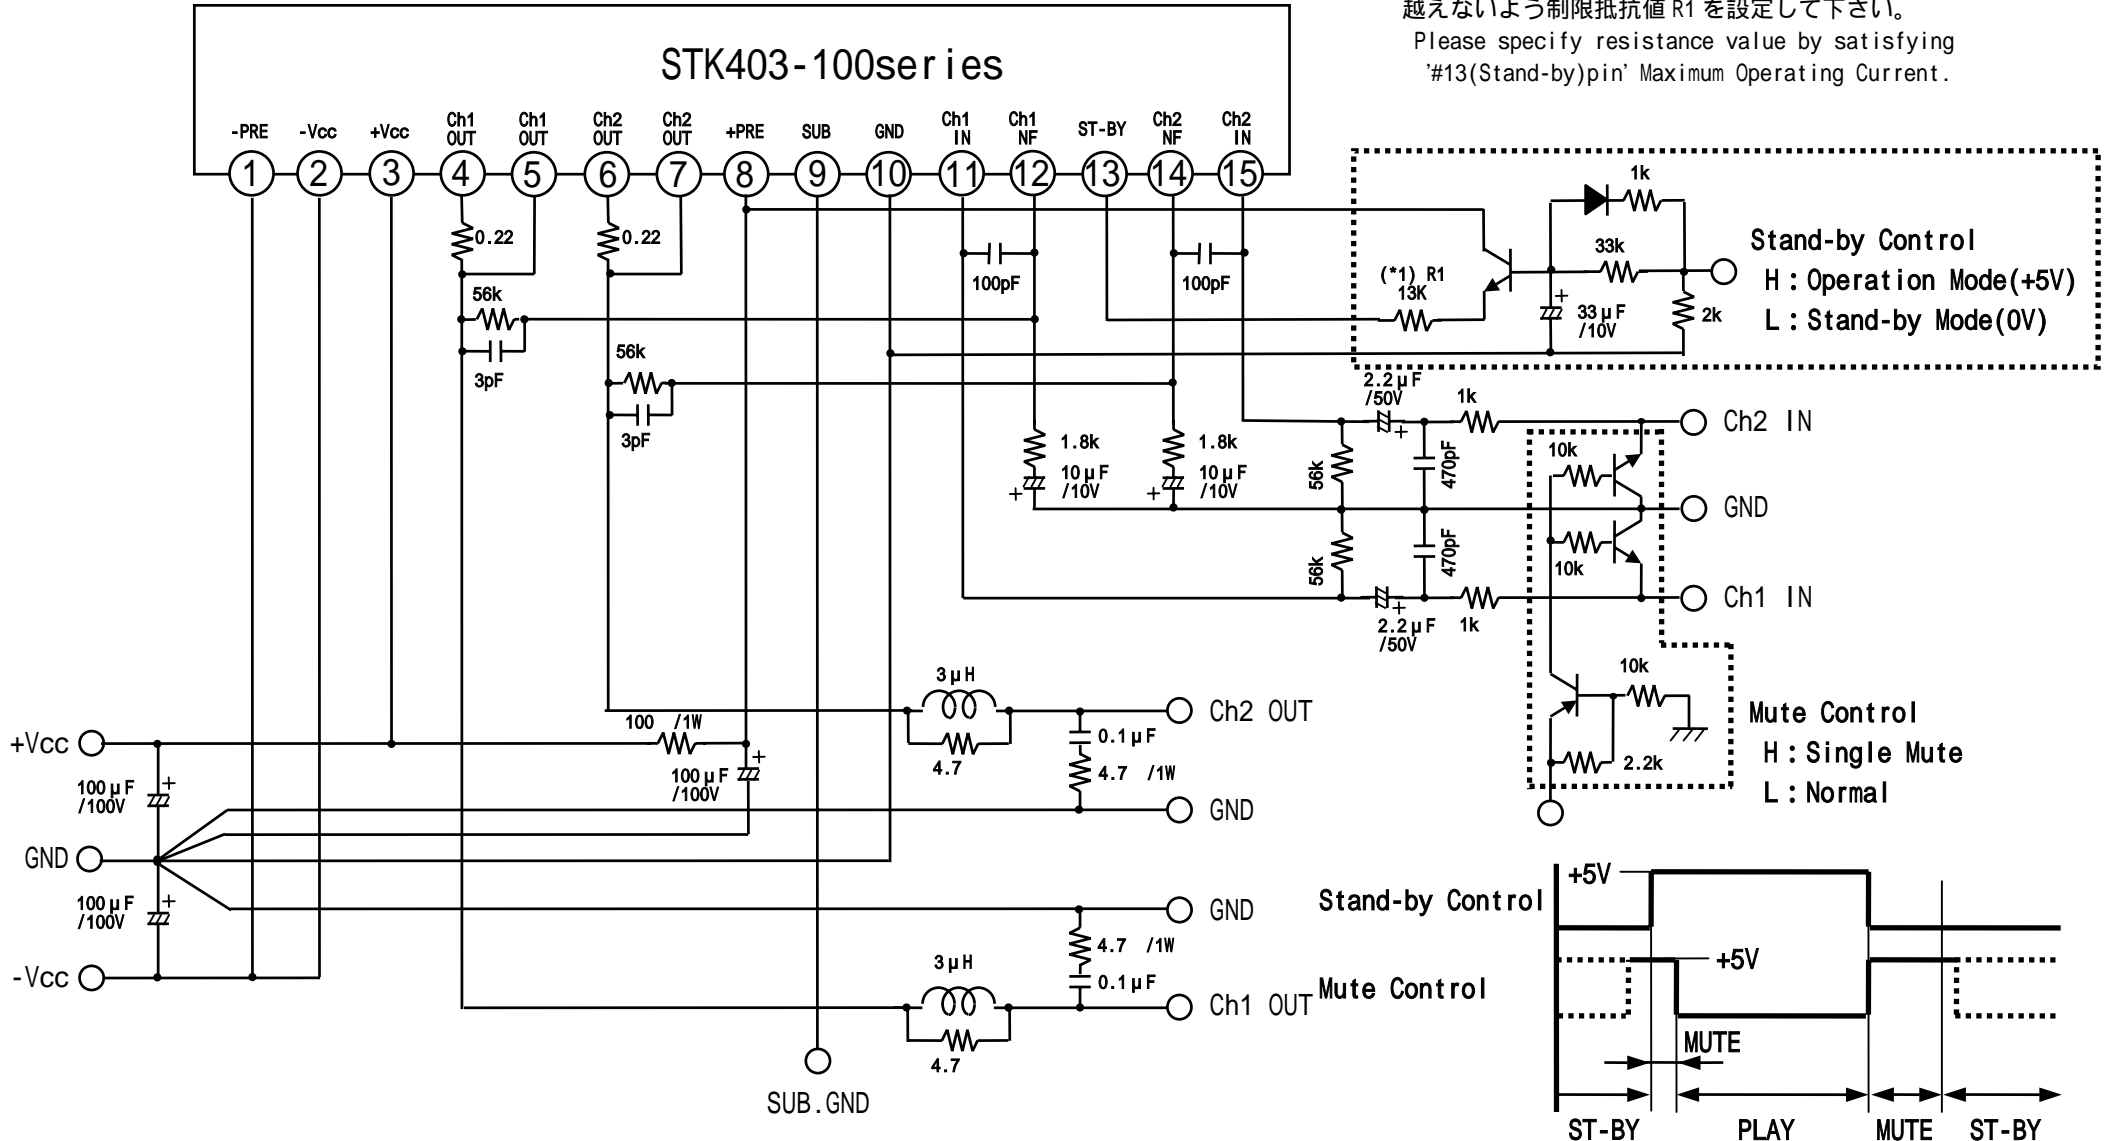 越えないよう制限抵抗値 R1 を設定して下さい。
Please specify resistance value by satisfying
'#13(Stand-by)pin' Maximum Operating Current.
STK403-100series
-PRE
-Vcc
+Vcc
Ch1
OUT
Ch1
OUT
Ch2
OUT
Ch2
OUT
+PRE
SUB
GND
Ch1
IN
Ch1
NF
ST-BY
Ch2
NF
Ch2
IN
1
2
3
4
5
6
7
8
9
10
11
12
13
14
15
0.22
0.22
100pF
100pF
56k
3pF
56k
3pF
1k
33k
(*1) R1
13K
+
33μF
/10V
2k
Stand-by Control
H：Operation Mode(+5V)
L：Stand-by Mode(0V)
1.8k
10μF
/10V
+
1.8k
10μF
/10V
+
2.2μF
/50V
+
1k
Ch2 IN
56k
470pF
10k
GND
56k
470pF
10k
Ch1 IN
+
2.2μF
/50V
1k
10k
2.2k
Mute Control
H：Single Mute
L：Normal
3μH
4.7
Ch2 OUT
0.1μF
4.7 /1W
GND
100 /1W
100μF
/100V
+
+Vcc
100μF
/100V
+
GND
100μF
/100V
+
-Vcc
GND
4.7 /1W
0.1μF
3μH
4.7
Ch1 OUT
SUB.GND
Stand-by Control
+5V
Mute Control
+5V
MUTE
ST-BY
PLAY
MUTE
ST-BY